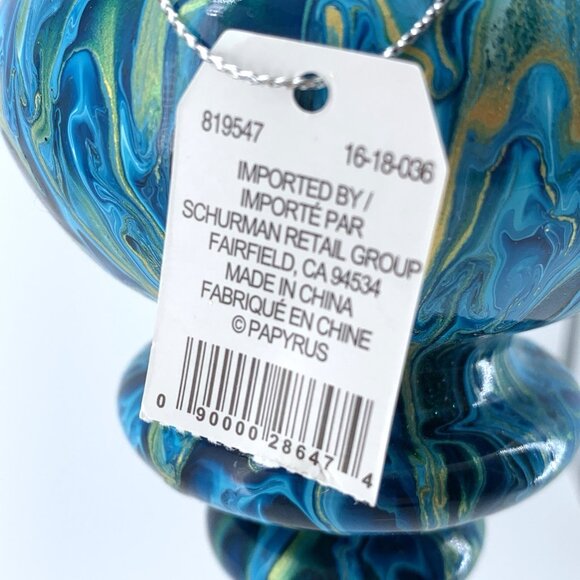 819547
16-18-036
IMPORTED BY /
IMPORTÉ PAR
SCHURMAN RETAIL GROUP
FAIRFIELD, CA 94534
MADE IN CHINA
FABRIQUÉ EN CHINE
© PAPYRUS
0 90000 28647 4